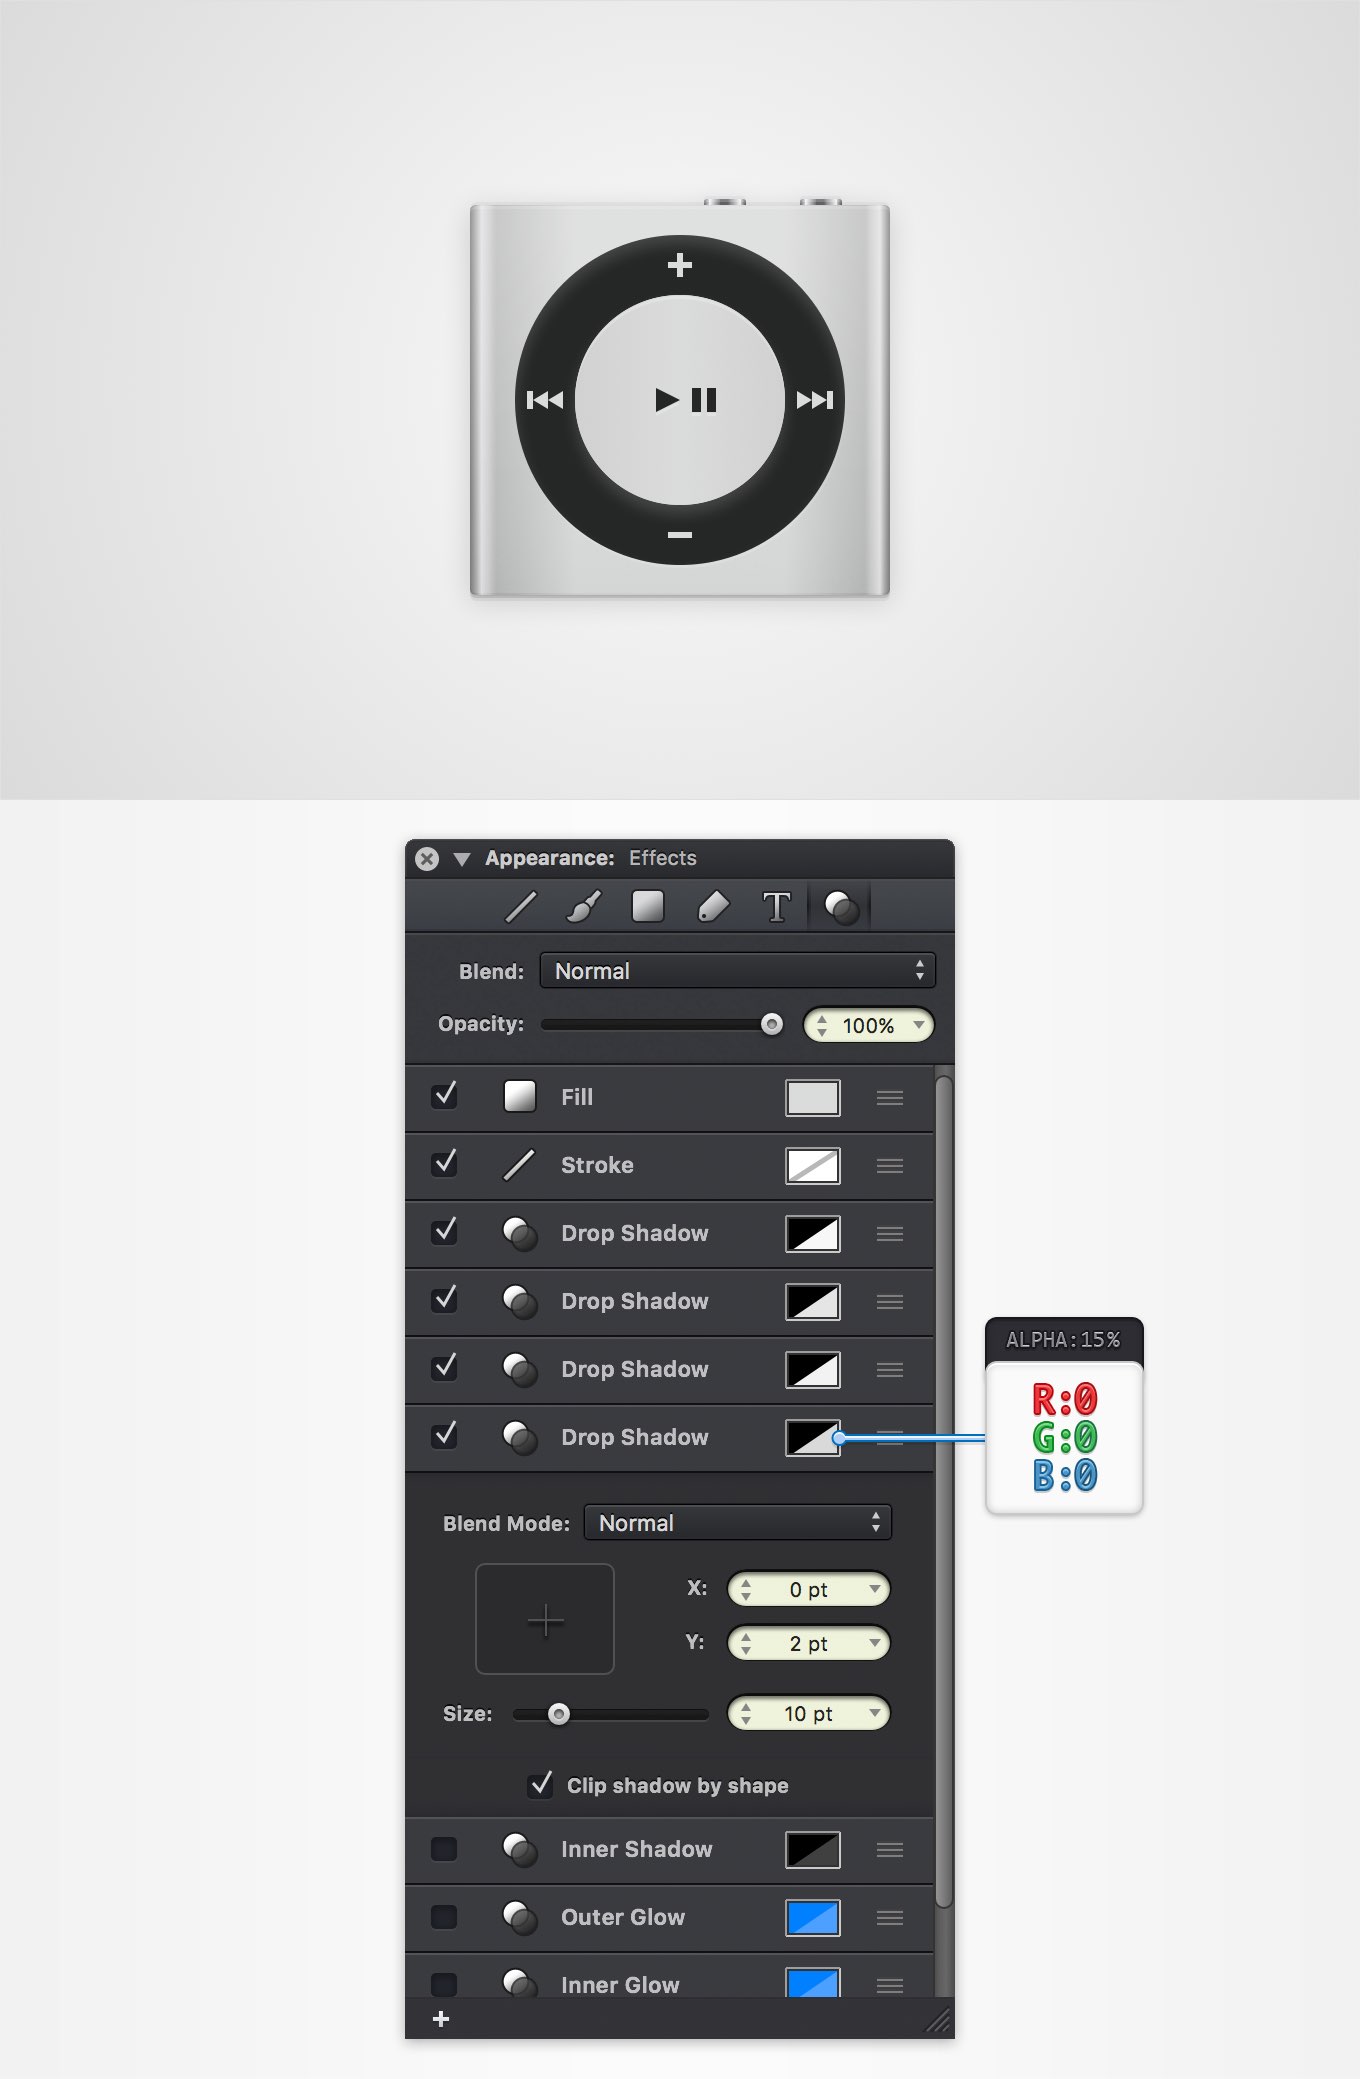 Appearance: Effects
T
Blend: Normal
Opacity: 100%
Fill
Stroke
Drop Shadow
Drop Shadow
Drop Shadow
Drop Shadow
ALPHA:15%
R:0
G:0
B:0
Blend Mode: Normal
X: 0 pt
Y: 2 pt
Size: 10 pt
Clip shadow by shape
Inner Shadow
Outer Glow
Inner Glow